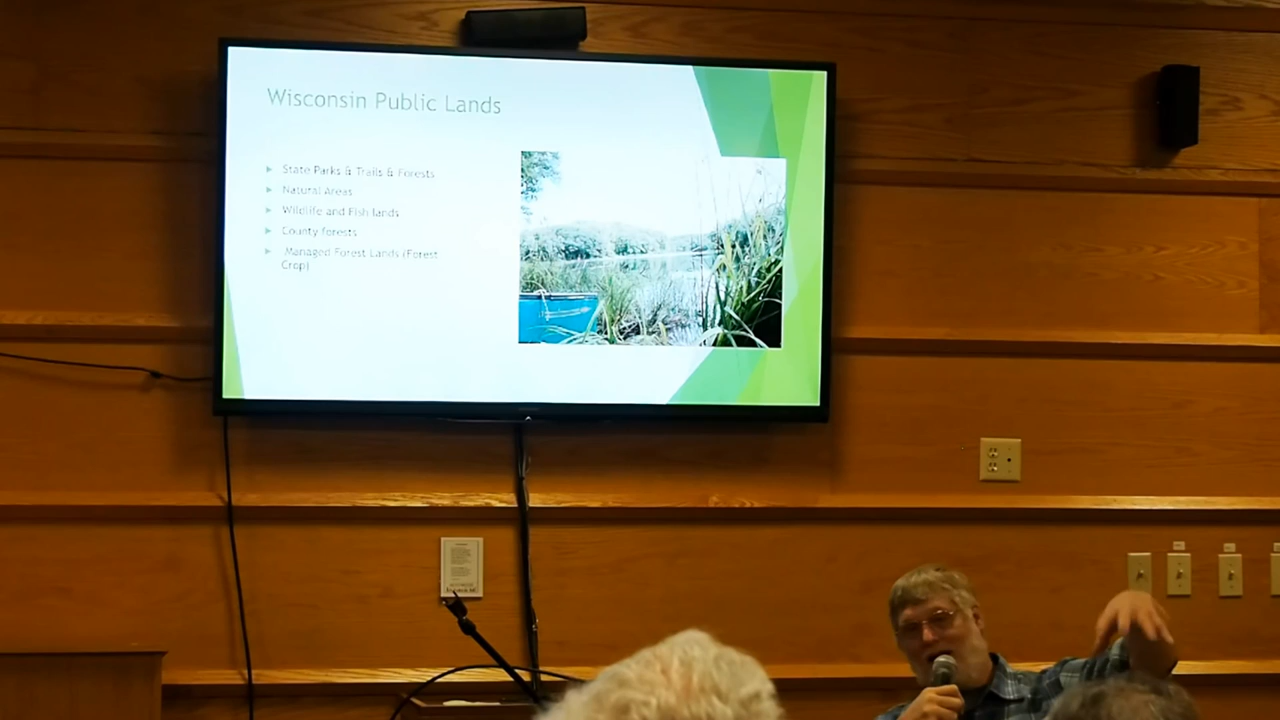 Wisconsin Public Lands
State Parks & Trails & Forests
Natural Areas
Wildlife and Fish lands
County forests
Managed Forest Lands (Forest
Crop)